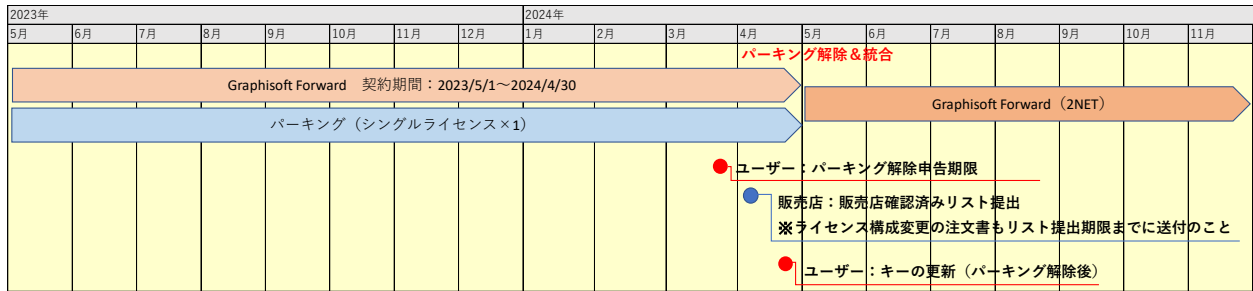 2023年 2024年
5月 6月 7月 8月 9月 10月 11月 12月 1月 2月 3月 4月 5月 6月 7月 8月 9月 10月 11月
パーキング解除&統合
Graphisoft Forward 契約期間：2023/5/1～2024/4/30
Graphisoft Forward（2NET）
パーキング（シングルライセンス×1）
ユーザー：パーキング解除申告期限
販売店：販売店確認済みリスト提出
※ライセンス構成変更の注文書もリスト提出期限までに送付のこと
ユーザー：キーの更新（パーキング解除後）